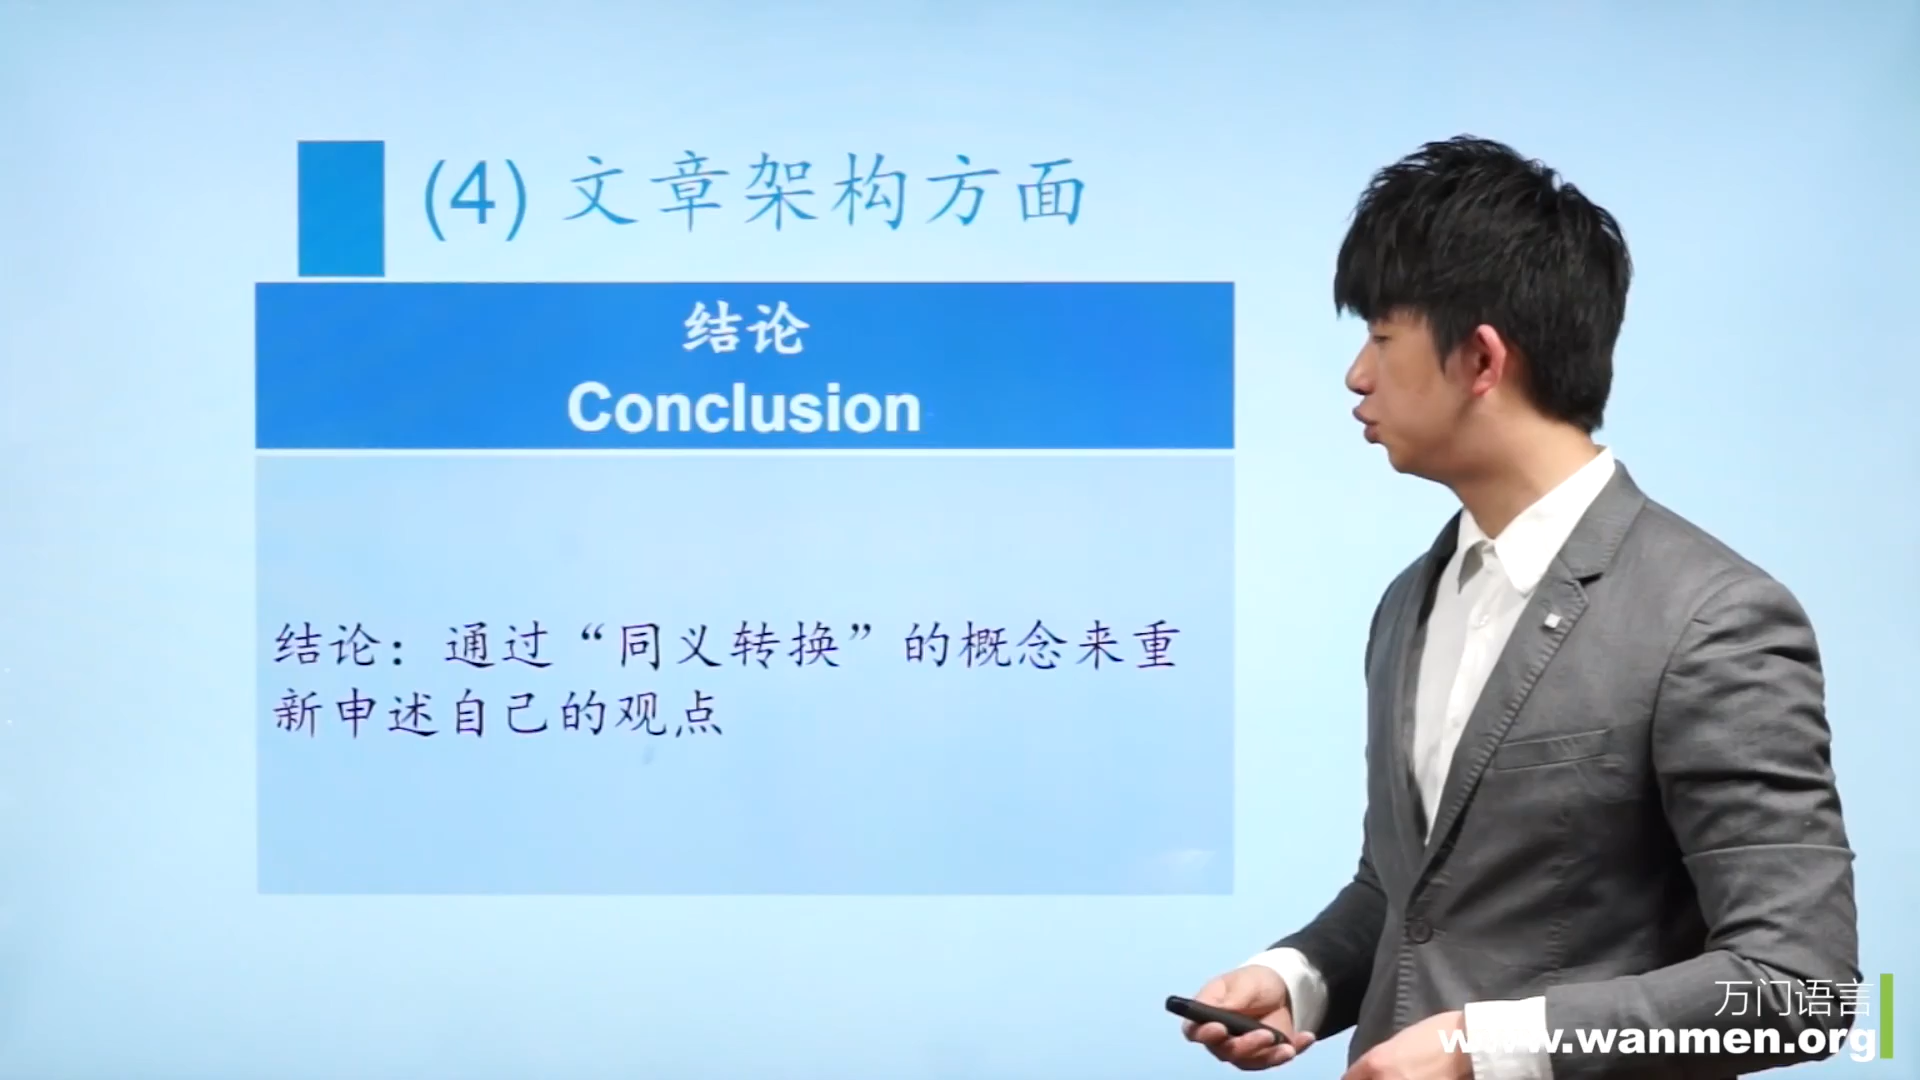 (4) 文章架构方面
结论
Conclusion
结论：通过“同义转换”的概念来重
新申述自己的观点
万门语言
www.wanmen.org